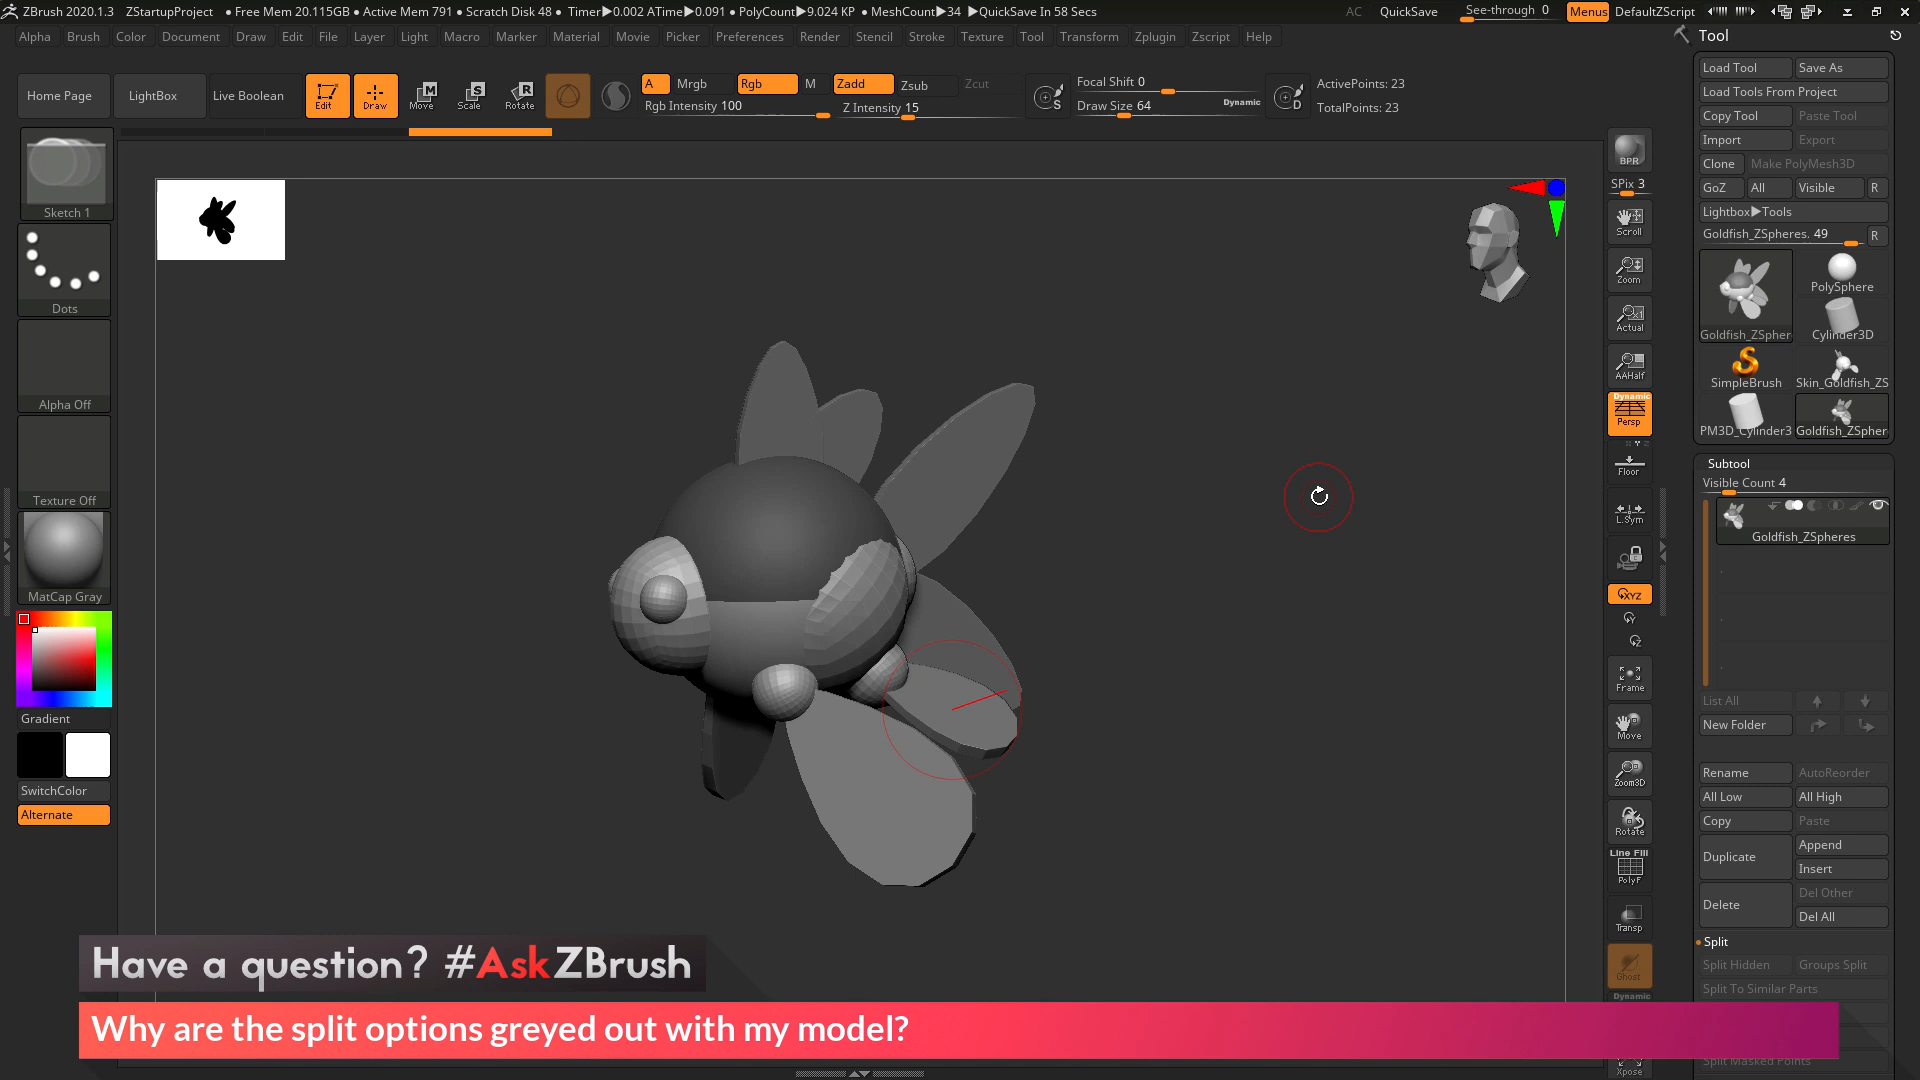 ZBrush 2020.1.3 ZStartupProject ● Free Mem 20.115GB ● Active Mem 791 ● Scratch Disk 48 ● Timer▶0.002 ATime▶0.091 ● PolyCount▶9.024 KP ● MeshCount▶34 ▶QuickSave In 58 Secs AC QuickSave See-through 0 Menus DefaultZScript
Alpha Brush Color Document Draw Edit File Layer Light Macro Marker Material Movie Picker Preferences Render Stencil Stroke Texture Tool Transform Zplugin Zscript Help
Tool
Home Page LightBox Live Boolean Edit Draw Move Scale Rotate
A Mrgb Rgb M Zadd Zsub Zcut
Rgb Intensity 100 Z Intensity 15
S Focal Shift 0
Draw Size 64 Dynamic D
ActivePoints: 23
TotalPoints: 23
Sketch 1
Dots
Alpha Off
Texture Off
MatCap Gray
Gradient
SwitchColor
Alternate
BPR
SPix 3
Scroll
Zoom
Actual
AAHalf
Dynamic
Persp
Floor
L.Sym
XYZ
Y
Z
Frame
Move
Zoom3D
Rotate
Line Fill
PolyF
Transp
Ghost
Dynamic
Xpose
Load Tool Save As
Load Tools From Project
Copy Tool Paste Tool
Import Export
Clone Make PolyMesh3D
GoZ All Visible R
Lightbox▶Tools
Goldfish_ZSpheres. 49 R
Goldfish_ZSpher PolySphere
Cylinder3D
SimpleBrush Skin_Goldfish_ZS
PM3D_Cylinder3 Goldfish_ZSpher
Subtool
Visible Count 4
Goldfish_ZSpheres
List All
New Folder
Rename AutoReorder
All Low All High
Copy Paste
Duplicate Append
Insert
Delete Del Other
Del All
Split
Split Hidden Groups Split
Split To Similar Parts
Split Masked Points
Have a question? #AskZBrush
Why are the split options greyed out with my model?